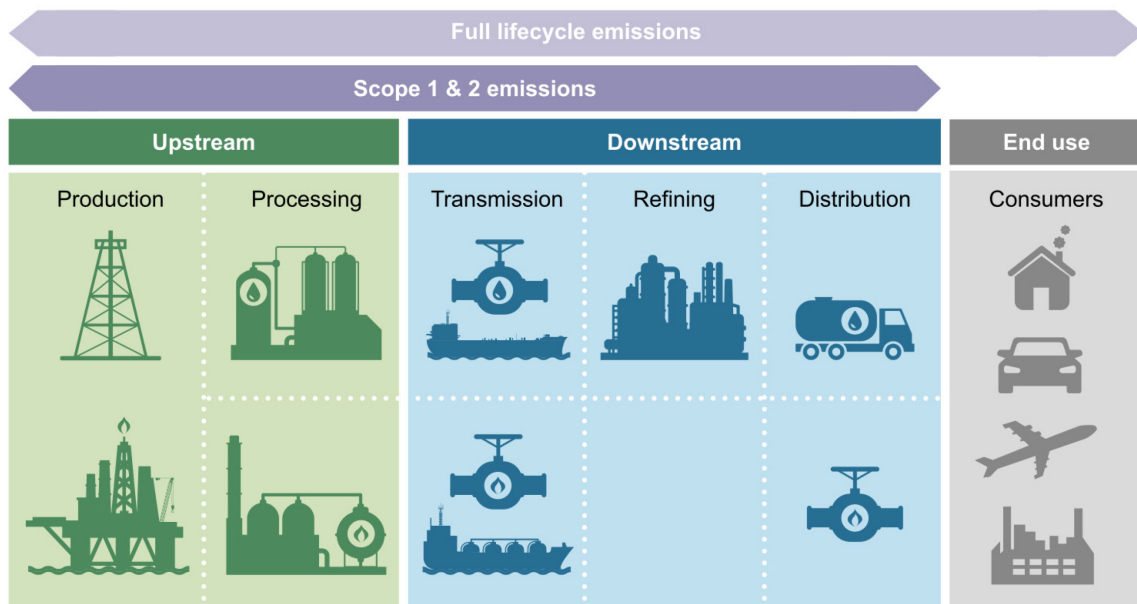 Full lifecycle emissions
Scope 1 & 2 emissions
Upstream
Downstream
End use
Production
Processing
Transmission
Refining
Distribution
Consumers